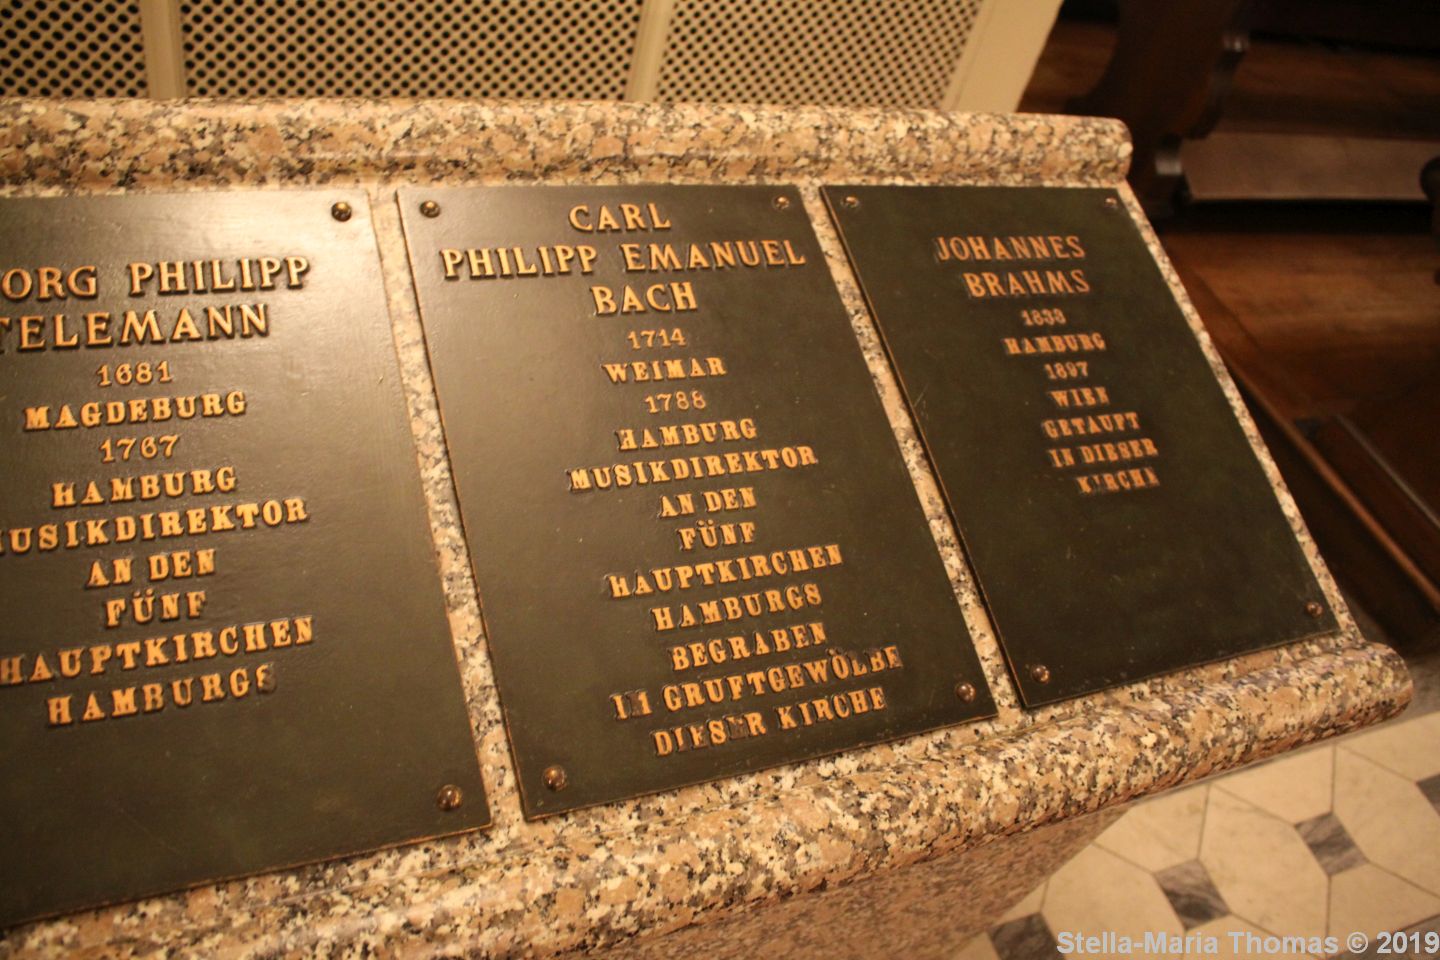 ORG PHILIPP
TELEMANN
1681
MAGDEBURG
1767
HAMBURG
MUSIKDIREKTOR
AN DEN
FÜNF
HAUPTKIRCHEN
HAMBURGS
CARL
PHILIPP EMANUEL
BACH
1714
WEIMAR
1788
HAMBURG
MUSIKDIREKTOR
AN DEN
FÜNF
HAUPTKIRCHEN
HAMBURGS
BEGRABEN
IM GRUFTGEWÖLBE
DIESER KIRCHE
JOHANNES
BRAHMS
1833
HAMBURG
1897
WIEN
GETAUFT
IN DIESER
KIRCHE
Stella-Maria Thomas © 2019